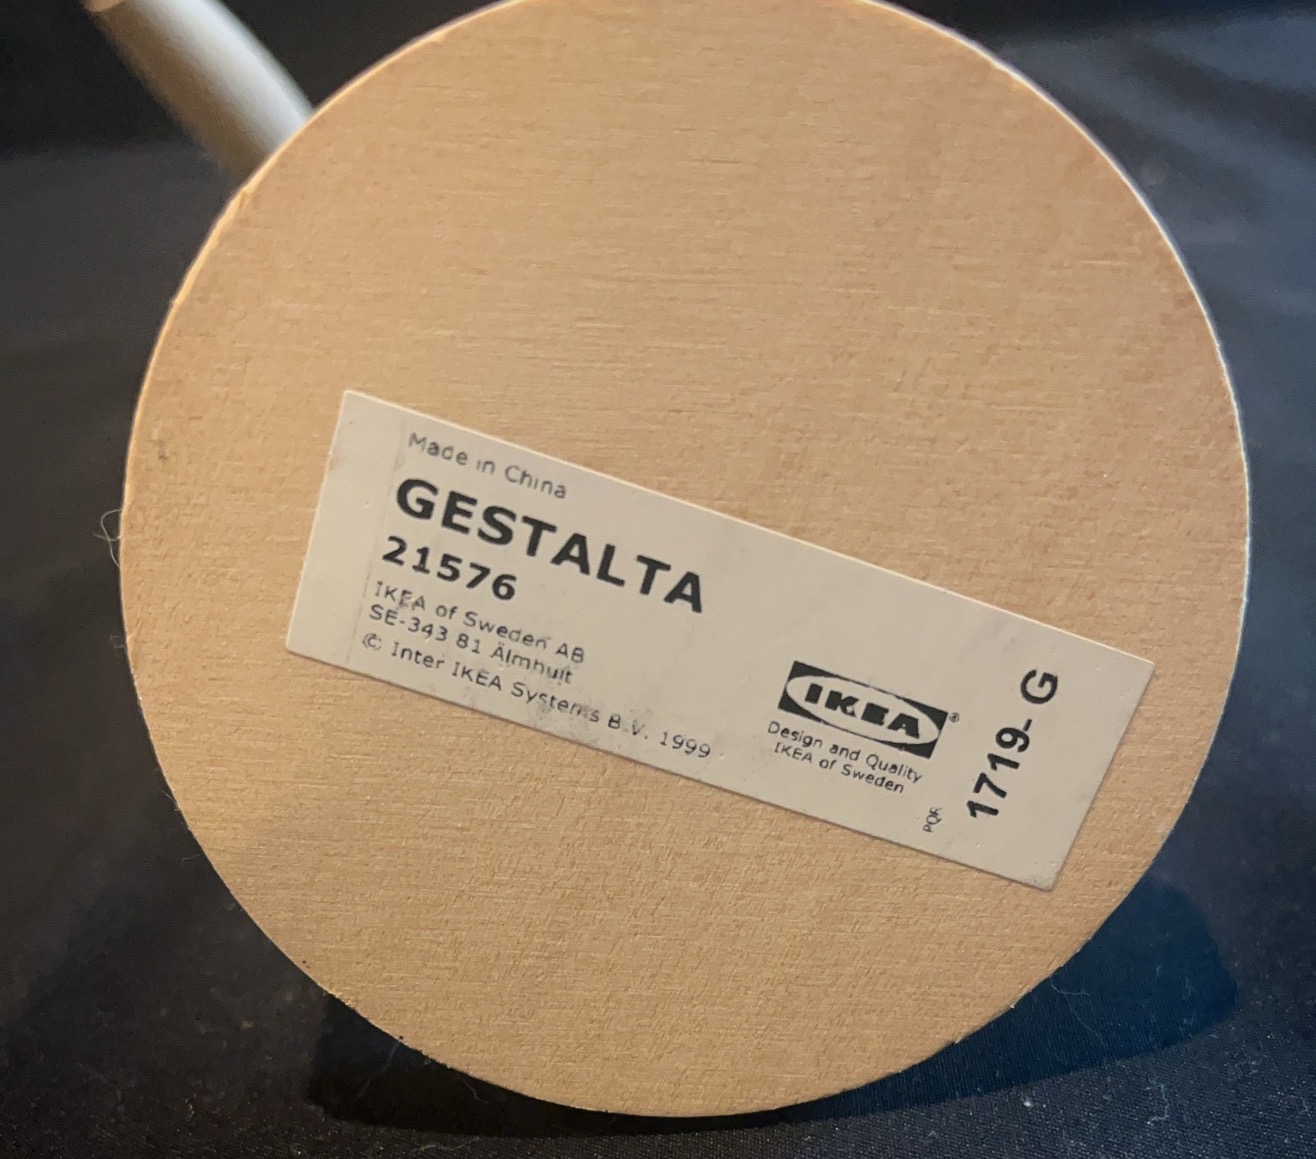 Made in China
GESTALTA
21576
IKEA of Sweden AB
SE-343 81 Älmhult
© Inter IKEA Systems B.V. 1999
IKEA®
Design and Quality
IKEA of Sweden
PQR
1719- G